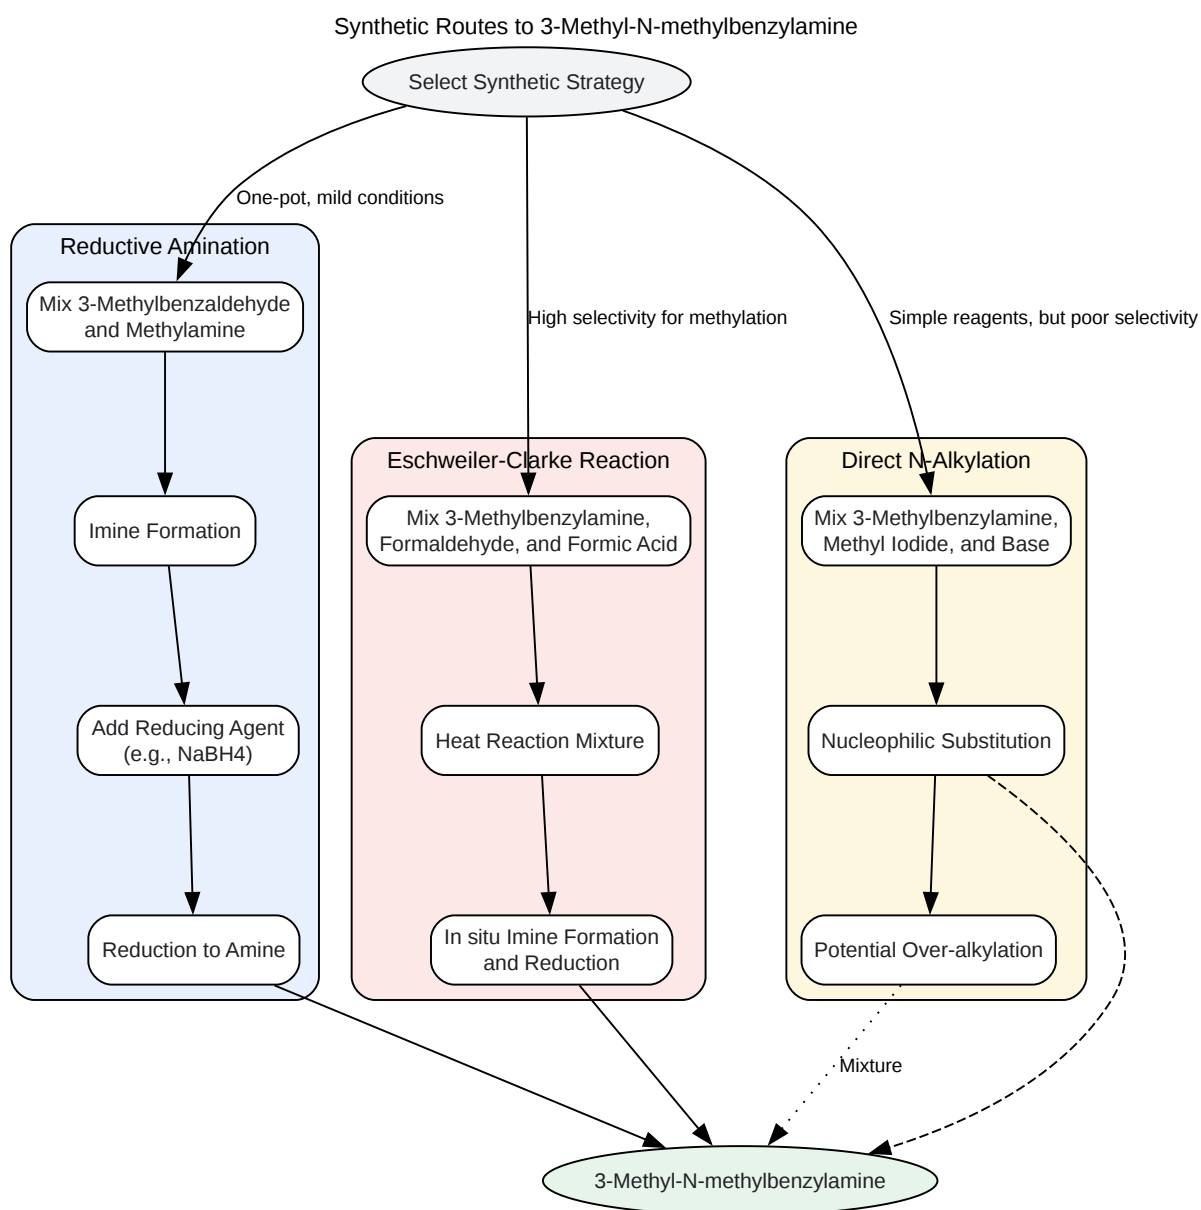 Synthetic Routes to 3-Methyl-N-methylbenzylamine
Select Synthetic Strategy
One-pot, mild conditions
High selectivity for methylation
Simple reagents, but poor selectivity
Reductive Amination
Mix 3-Methylbenzaldehyde
and Methylamine
Imine Formation
Add Reducing Agent
(e.g., NaBH4)
Reduction to Amine
Eschweiler-Clarke Reaction
Mix 3-Methylbenzylamine,
Formaldehyde, and Formic Acid
Heat Reaction Mixture
In situ Imine Formation
and Reduction
Direct N-Alkylation
Mix 3-Methylbenzylamine,
Methyl Iodide, and Base
Nucleophilic Substitution
Potential Over-alkylation
Mixture
3-Methyl-N-methylbenzylamine